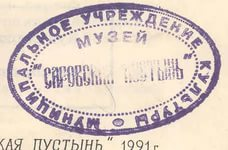 МУНИЦИПАЛЬНОЕ УЧРЕЖДЕНИЕ КУЛЬТУРЫ
МУЗЕЙ
"САРОВСКАЯ ПУСТЫНЬ"
КАЯ ПУСТЫНЬ" 1991г